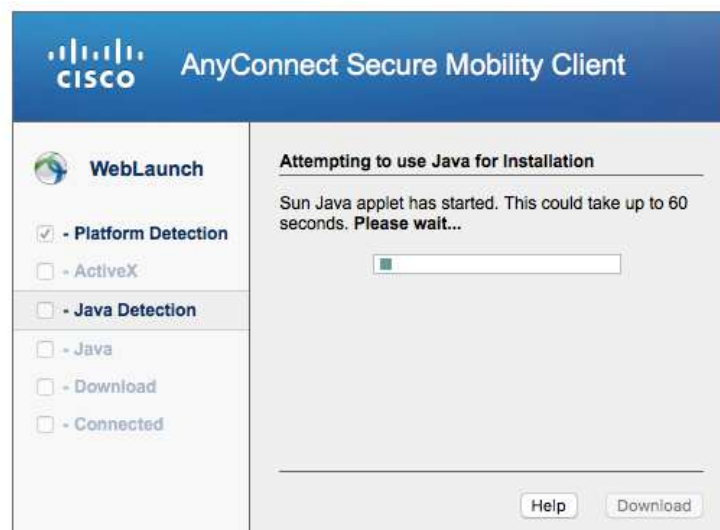 CISCO
AnyConnect Secure Mobility Client
WebLaunch
- Platform Detection
- ActiveX
- Java Detection
- Java
- Download
- Connected
Attempting to use Java for Installation
Sun Java applet has started. This could take up to 60
seconds. Please wait...
Help
Download